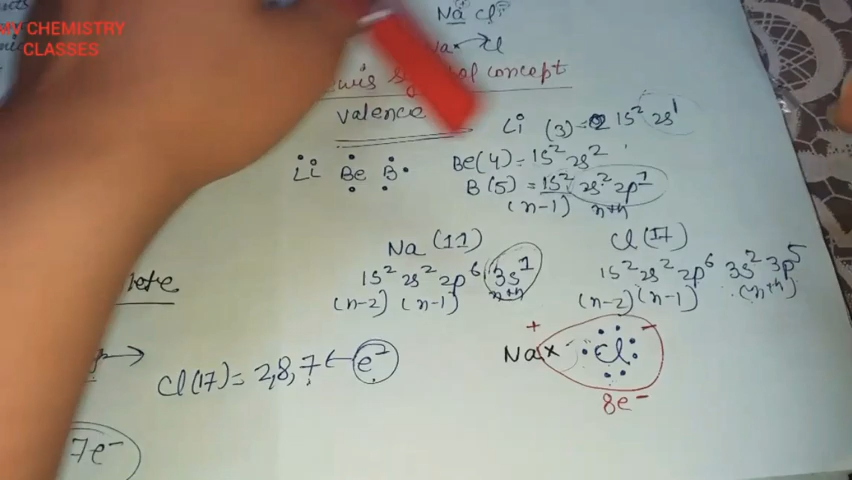 MV CHEMISTRY
CLASSES
Na⁺ Cl⁻
Cl
concept
valence
Li (3) = 1s² 2s¹
Li Be B
Be(4) = 1s² 2s²
B(5) = 1s² 2s² 2p¹
(n-1) n+n
Na (11)
Cl (17)
1s² 2s² 2p⁶ 3s¹
1s² 2s² 2p⁶ 3s² 3p⁵
(n-2) (n-1) n+n
(n-2) (n-1) (n+n)
Cl(17) = 2,8,7 ← e²
+ −
Na× Cl
8e⁻
7e⁻